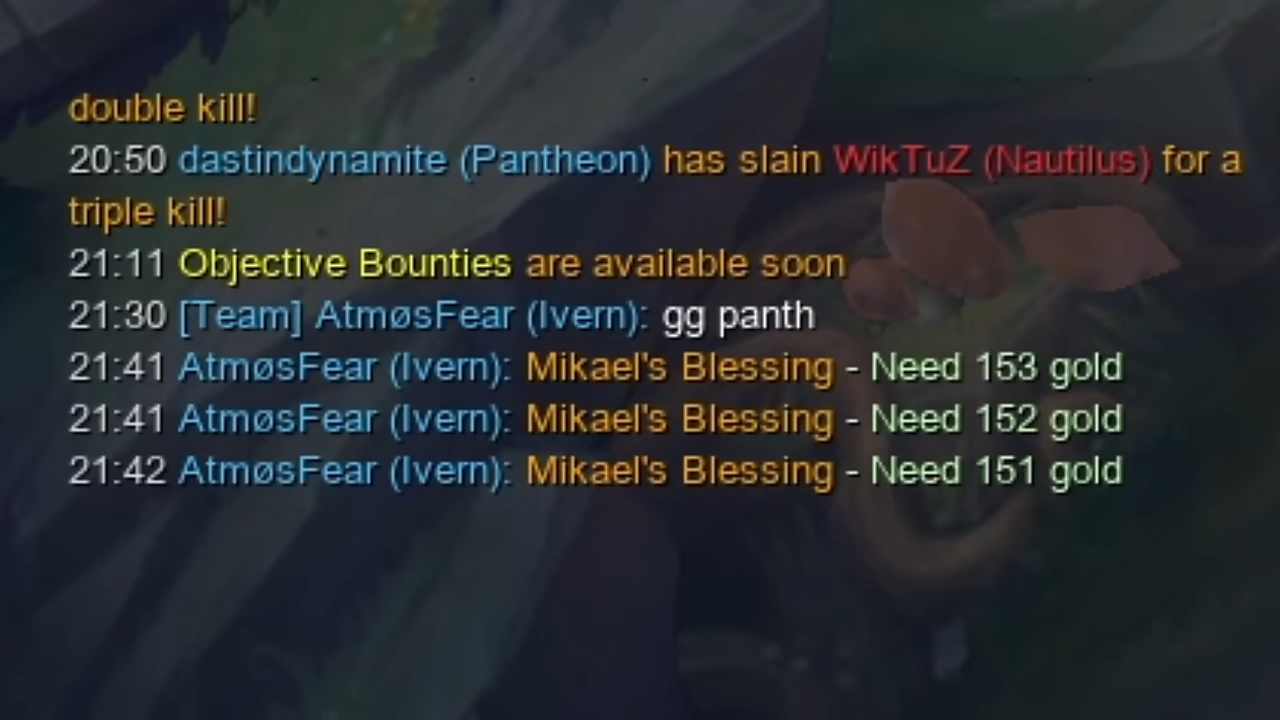 double kill!
20:50 dastindynamite (Pantheon) has slain WikTuZ (Nautilus) for a
triple kill!
21:11 Objective Bounties are available soon
21:30 [Team] AtmøsFear (Ivern): gg panth
21:41 AtmøsFear (Ivern): Mikael's Blessing - Need 153 gold
21:41 AtmøsFear (Ivern): Mikael's Blessing - Need 152 gold
21:42 AtmøsFear (Ivern): Mikael's Blessing - Need 151 gold